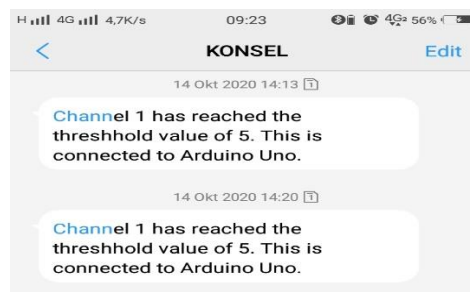 H 4G 4,7K/s 09:23 4G+ 56%
< KONSEL Edit
14 Okt 2020 14:13 1
Channel 1 has reached the
threshhold value of 5. This is
connected to Arduino Uno.
14 Okt 2020 14:20 1
Channel 1 has reached the
threshhold value of 5. This is
connected to Arduino Uno.